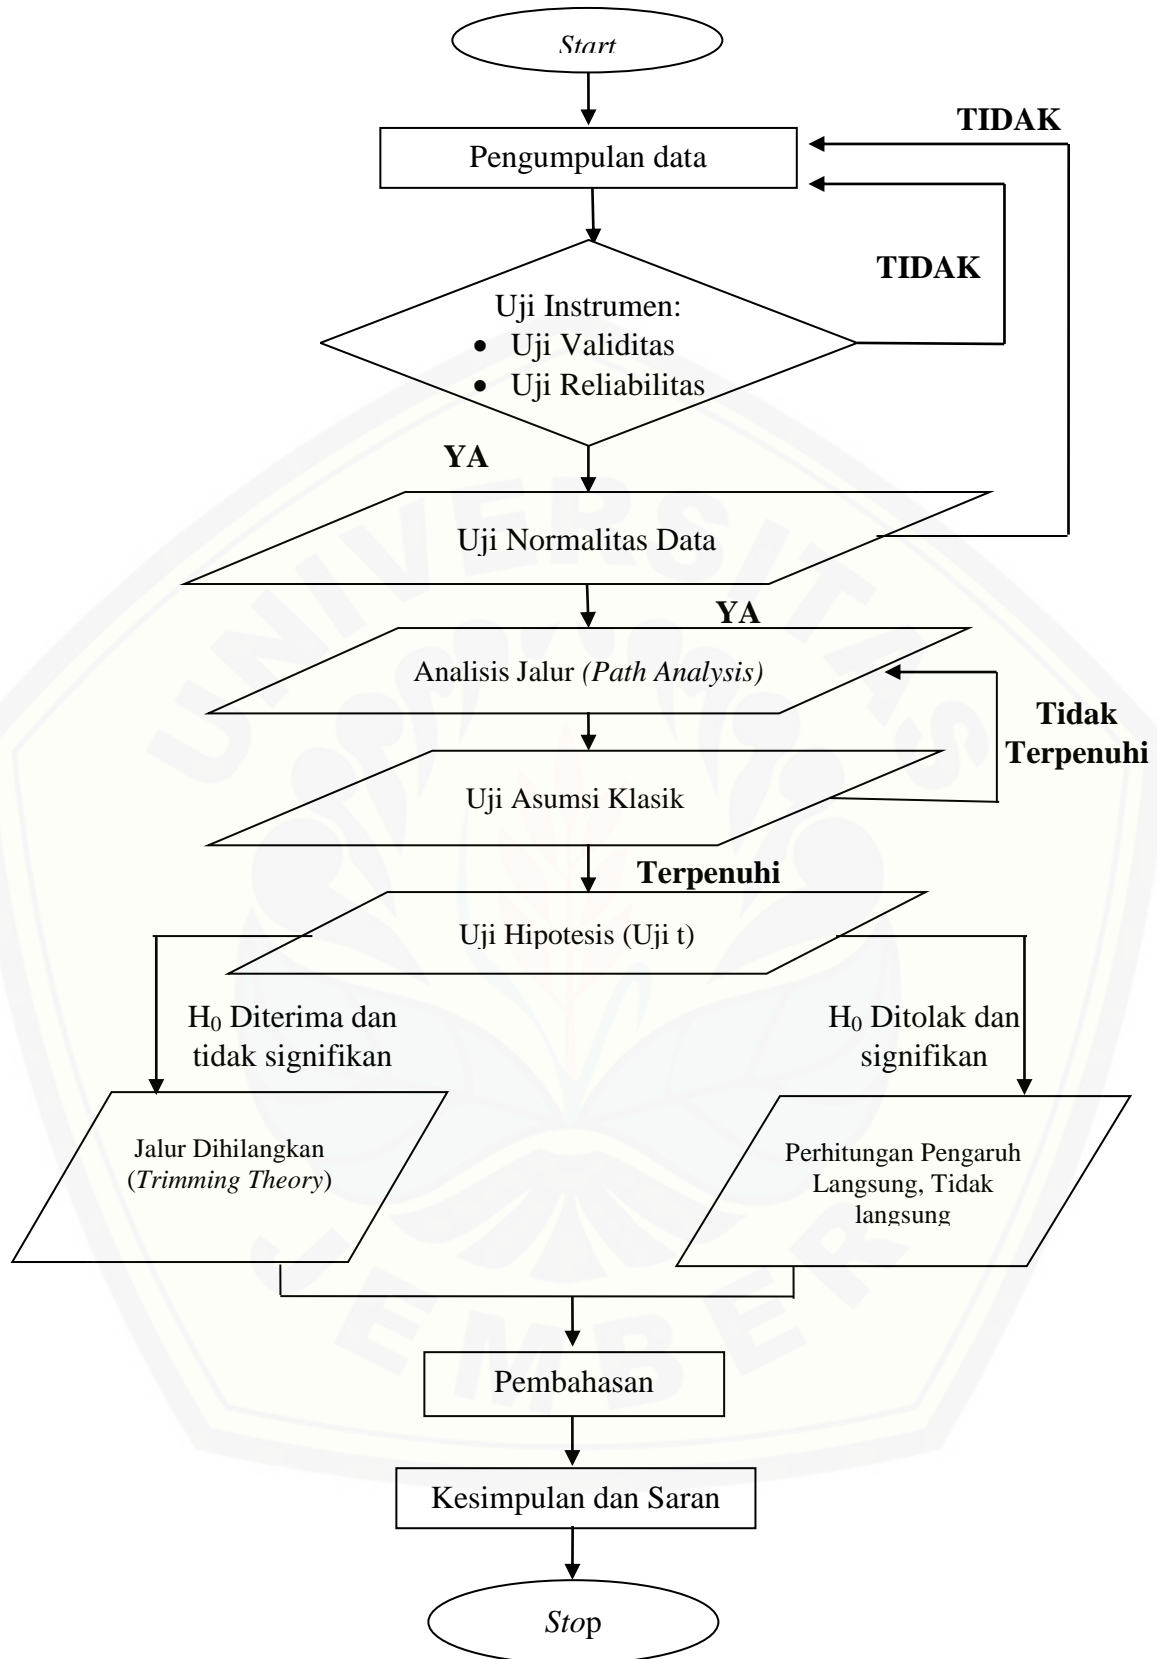 Start
TIDAK
Pengumpulan data
TIDAK
Uji Instrumen:
• Uji Validitas
• Uji Reliabilitas
YA
Uji Normalitas Data
YA
Analisis Jalur (Path Analysis)
Tidak
Terpenuhi
Uji Asumsi Klasik
Terpenuhi
Uji Hipotesis (Uji t)
H₀ Diterima dan
tidak signifikan
H₀ Ditolak dan
signifikan
Jalur Dihilangkan
(Trimming Theory)
Perhitungan Pengaruh
Langsung, Tidak
langsung
Pembahasan
Kesimpulan dan Saran
Stop
UNIVERSITAS
JEMBER